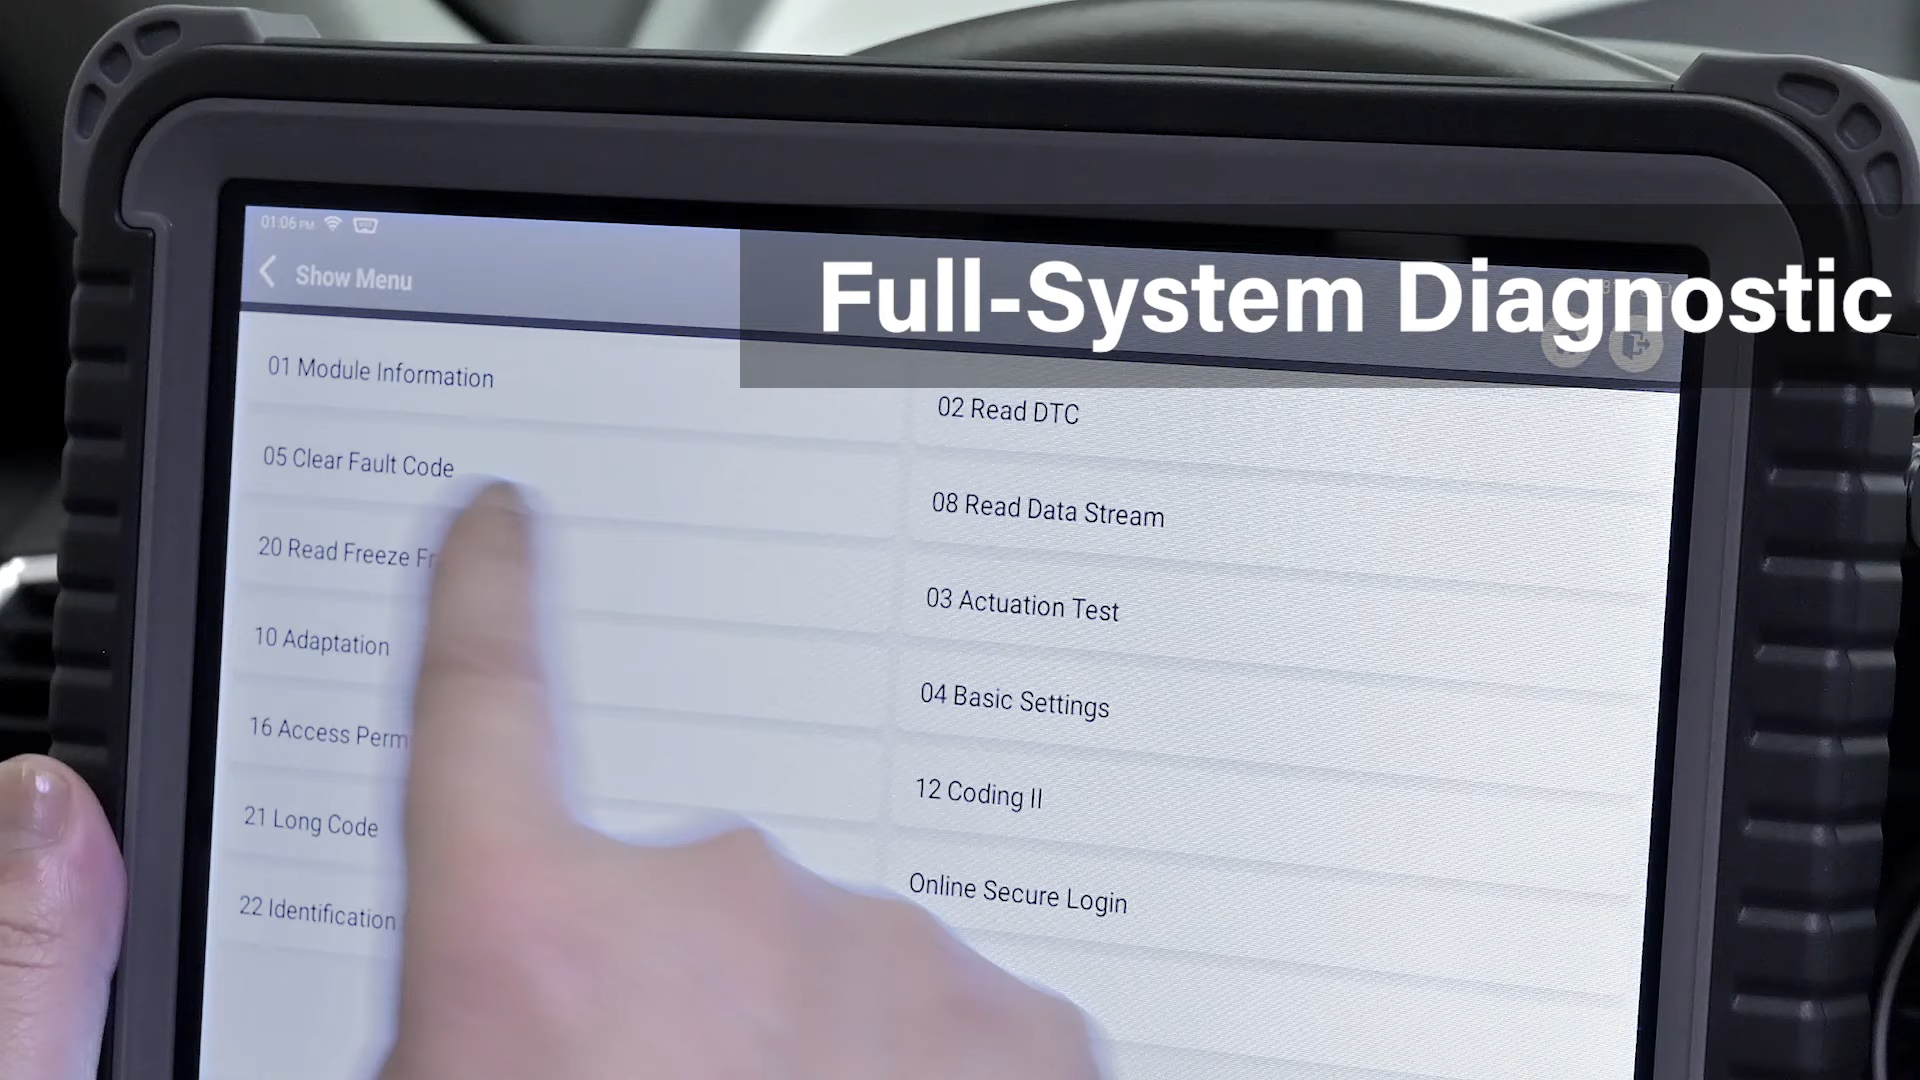 01:06 PM
Show Menu
Full-System Diagnostic
01 Module Information
02 Read DTC
05 Clear Fault Code
08 Read Data Stream
20 Read Freeze
03 Actuation Test
10 Adaptation
04 Basic Settings
16 Access
12 Coding II
21 Long Code
Online Secure Login
22 Identification